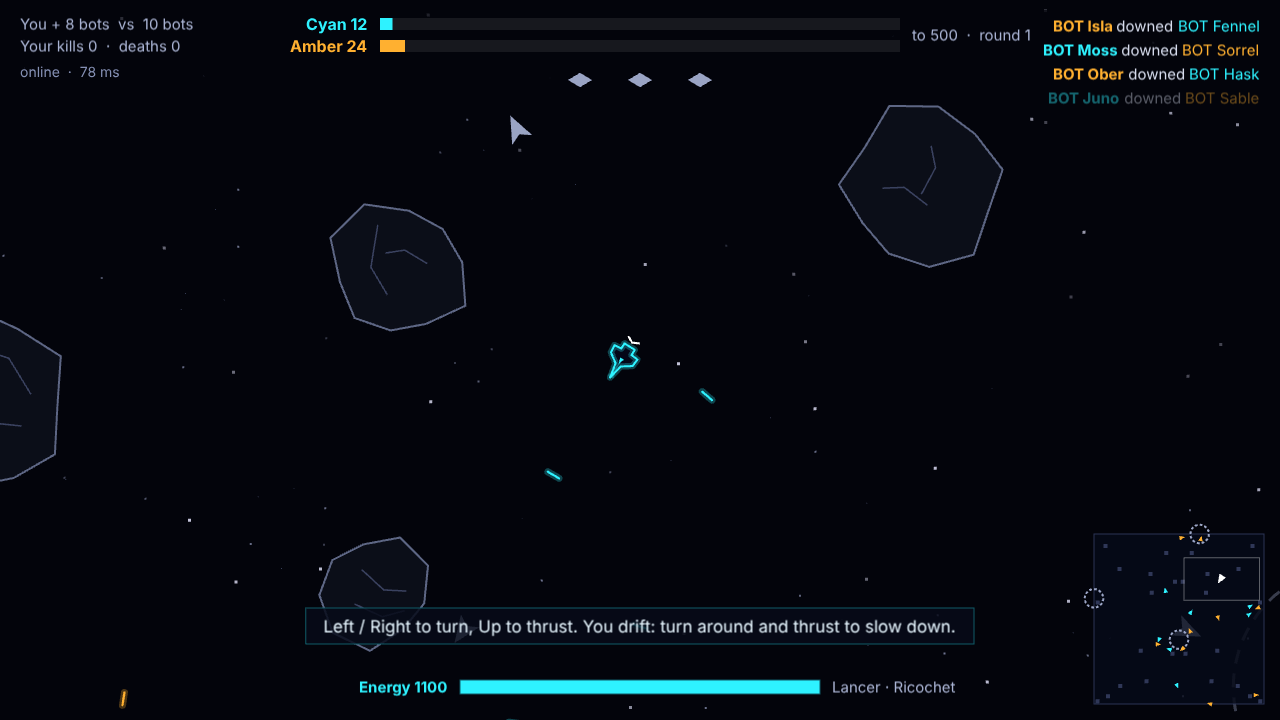 You + 8 bots vs 10 bots
Your kills 0 · deaths 0
online · 78 ms
Cyan 12
Amber 24
to 500 · round 1
BOT Isla downed BOT Fennel
BOT Moss downed BOT Sorrel
BOT Ober downed BOT Hask
BOT Juno downed BOT Sable
Left / Right to turn, Up to thrust. You drift: turn around and thrust to slow down.
Energy 1100
Lancer · Ricochet